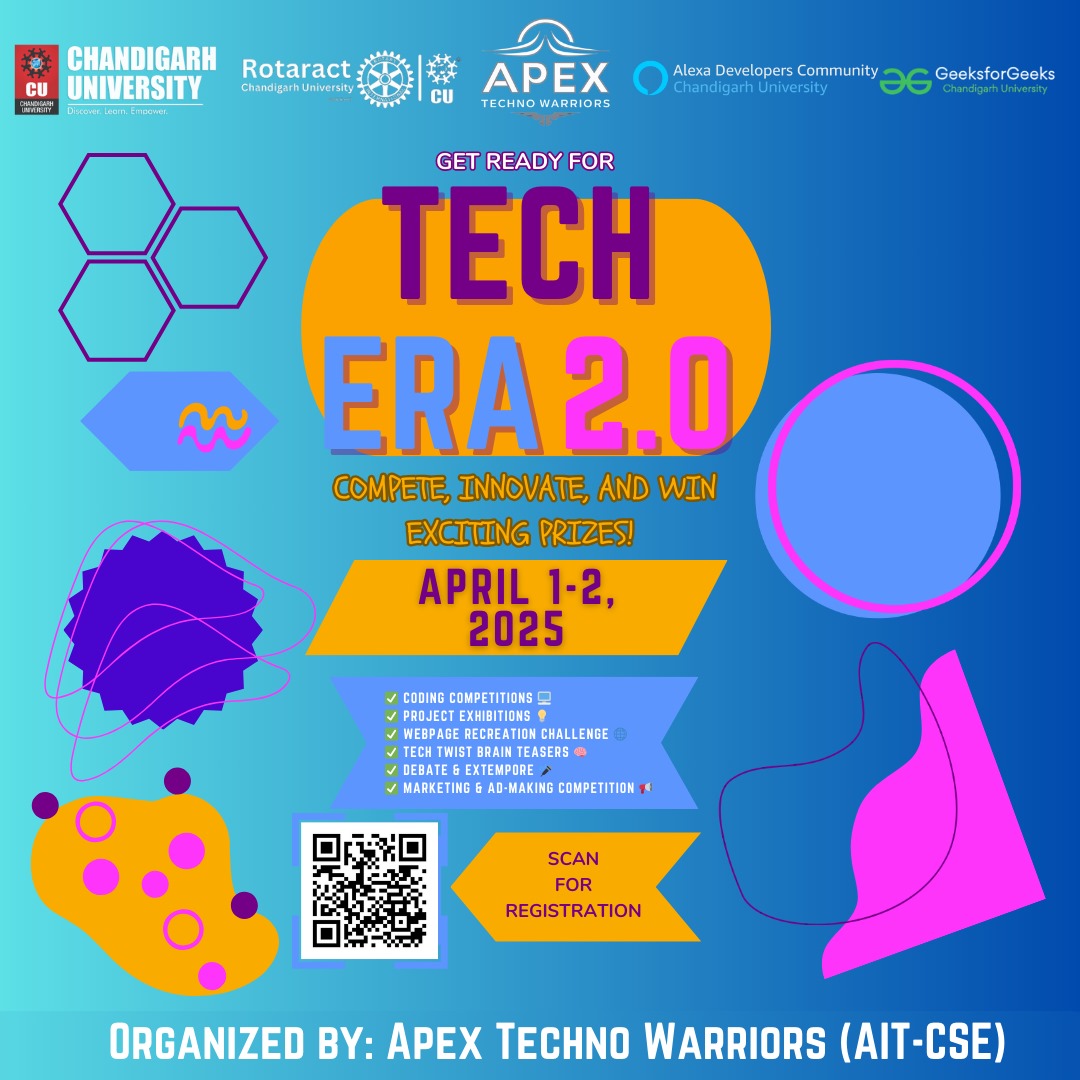 CHANDIGARH
UNIVERSITY
Discover. Learn. Empower.
CU
CHANDIGARH
UNIVERSITY
Rotaract
Chandigarh University
CU
APEX
TECHNO WARRIORS
Alexa Developers Community
Chandigarh University
GeeksforGeeks
Chandigarh University
GET READY FOR
TECH
ERA 2.0
COMPETE, INNOVATE, AND WIN
EXCITING PRIZES!
APRIL 1-2,
2025
✅ CODING COMPETITIONS 🖥️
✅ PROJECT EXHIBITIONS 💡
✅ WEBPAGE RECREATION CHALLENGE 🌐
✅ TECH TWIST BRAIN TEASERS 🧠
✅ DEBATE & EXTEMPORE 🎤
✅ MARKETING & AD-MAKING COMPETITION 📢
SCAN
FOR
REGISTRATION
ORGANIZED BY: APEX TECHNO WARRIORS (AIT-CSE)